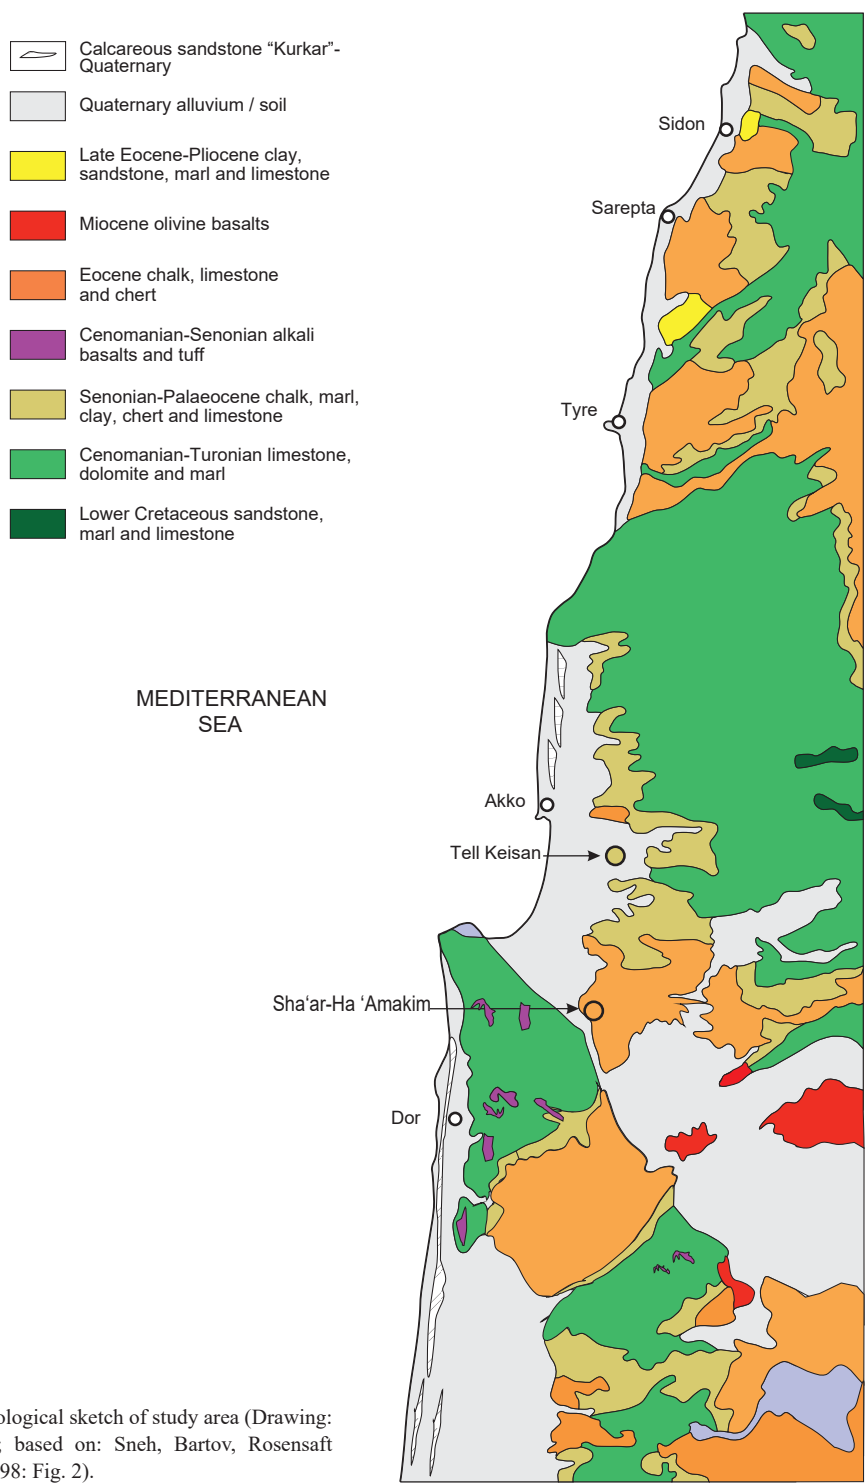 Calcareous sandstone “Kurkar”-
Quaternary
Quaternary alluvium / soil
Late Eocene-Pliocene clay,
sandstone, marl and limestone
Miocene olivine basalts
Eocene chalk, limestone
and chert
Cenomanian-Senonian alkali
basalts and tuff
Senonian-Palaeocene chalk, marl,
clay, chert and limestone
Cenomanian-Turonian limestone,
dolomite and marl
Lower Cretaceous sandstone,
marl and limestone
Sidon
Sarepta
Tyre
MEDITERRANEAN
SEA
Akko
Tell Keisan
Sha‘ar-Ha ‘Amakim
Dor
ological sketch of study area (Drawing:
based on: Sneh, Bartov, Rosensaft
98: Fig. 2).